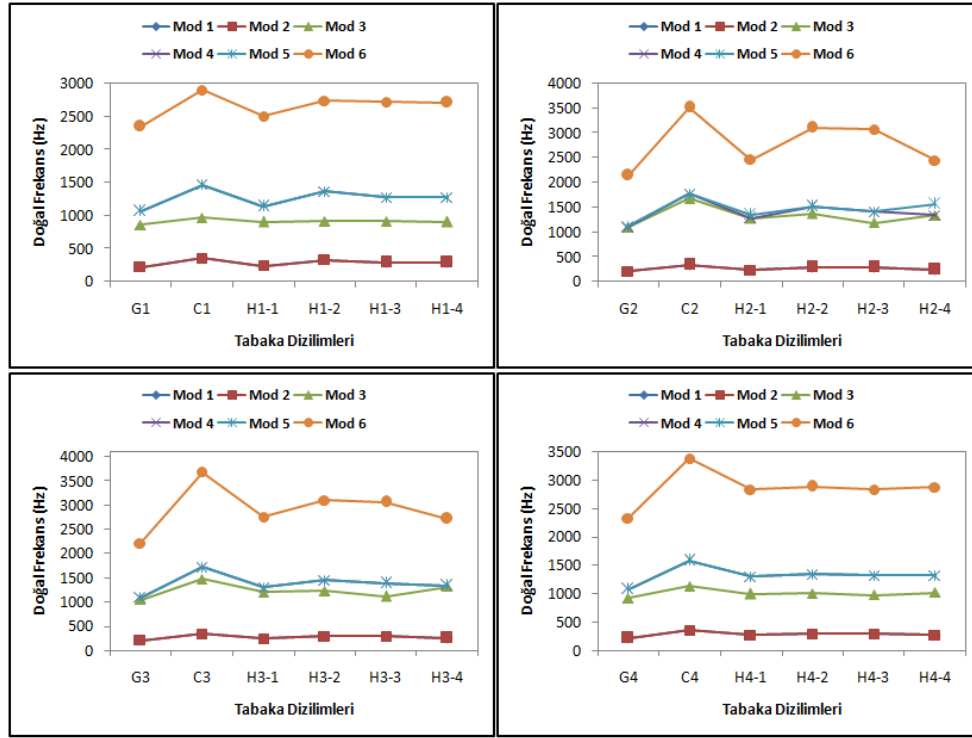 Mod 1 Mod 2 Mod 3
Mod 4 Mod 5 Mod 6
Doğal Frekans (Hz)
3000
2500
2000
1500
1000
500
0
G1 C1 H1-1 H1-2 H1-3 H1-4
Tabaka Dizilimleri
Mod 1 Mod 2 Mod 3
Mod 4 Mod 5 Mod 6
Doğal Frekans (Hz)
4000
3500
3000
2500
2000
1500
1000
500
0
G2 C2 H2-1 H2-2 H2-3 H2-4
Tabaka Dizilimleri
Mod 1 Mod 2 Mod 3
Mod 4 Mod 5 Mod 6
Doğal Frekans (Hz)
4000
3500
3000
2500
2000
1500
1000
500
0
G3 C3 H3-1 H3-2 H3-3 H3-4
Tabaka Dizilimleri
Mod 1 Mod 2 Mod 3
Mod 4 Mod 5 Mod 6
Doğal Frekans (Hz)
3500
3000
2500
2000
1500
1000
500
0
G4 C4 H4-1 H4-2 H4-3 H4-4
Tabaka Dizilimleri